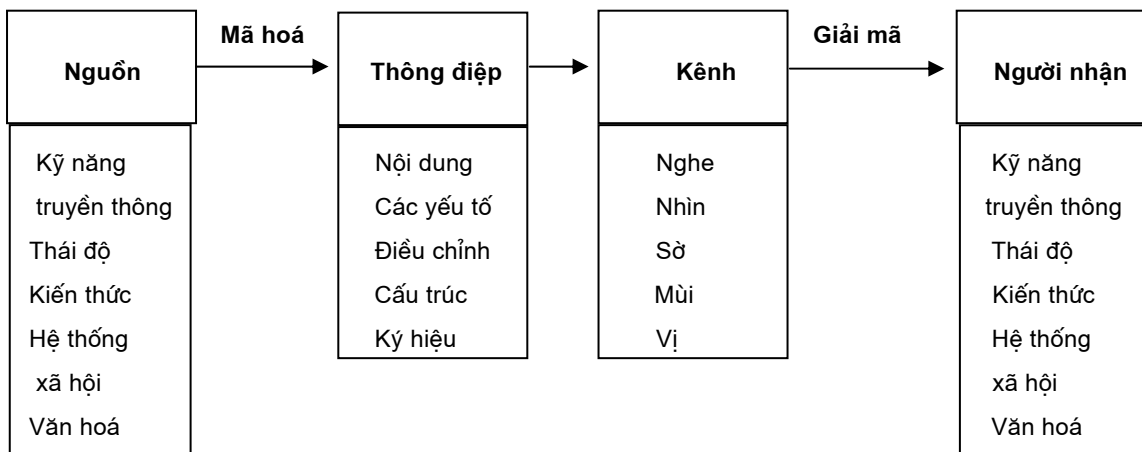 Mã hoá
Giải mã
Nguồn
Thông điệp
Kênh
Người nhận
Kỹ năng
truyền thông
Thái độ
Kiến thức
Hệ thống
xã hội
Văn hoá
Nội dung
Các yếu tố
Điều chỉnh
Cấu trúc
Ký hiệu
Nghe
Nhìn
Sờ
Mùi
Vị
Kỹ năng
truyền thông
Thái độ
Kiến thức
Hệ thống
xã hội
Văn hoá